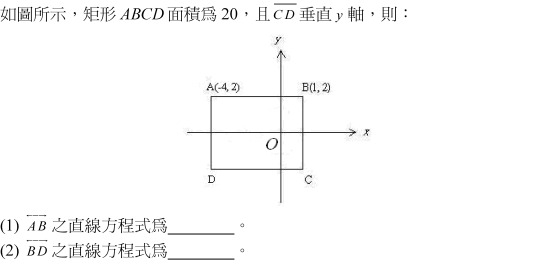 如圖所示，矩形 ABCD 面積爲 20，且 CD 垂直 y 軸，則：
y
A(-4, 2) B(1, 2)
x
O
D C
(1) AB 之直線方程式爲________。
(2) BD 之直線方程式爲________。